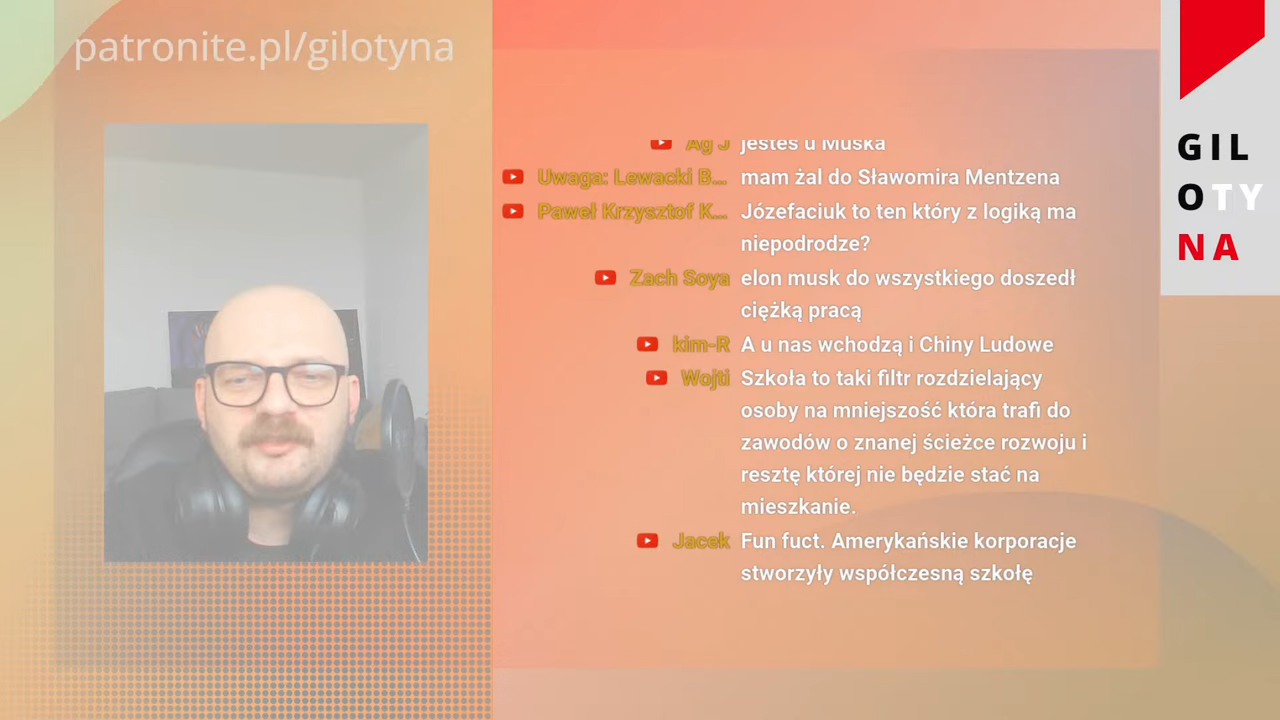 patronite.pl/gilotyna
GIL
OTY
NA
Ag J jesteś u Muska
Uwaga: Lewacki B... mam żal do Sławomira Mentzena
Paweł Krzysztof K... Józefaciuk to ten który z logiką ma
niepodrodze?
Zach Soya elon musk do wszystkiego doszedł
ciężką pracą
kim-R A u nas wchodzą i Chiny Ludowe
Wojti Szkoła to taki filtr rozdzielający
osoby na mniejszość która trafi do
zawodów o znanej ścieżce rozwoju i
resztę której nie będzie stać na
mieszkanie.
Jacek Fun fuct. Amerykańskie korporacje
stworzyły współczesną szkołę